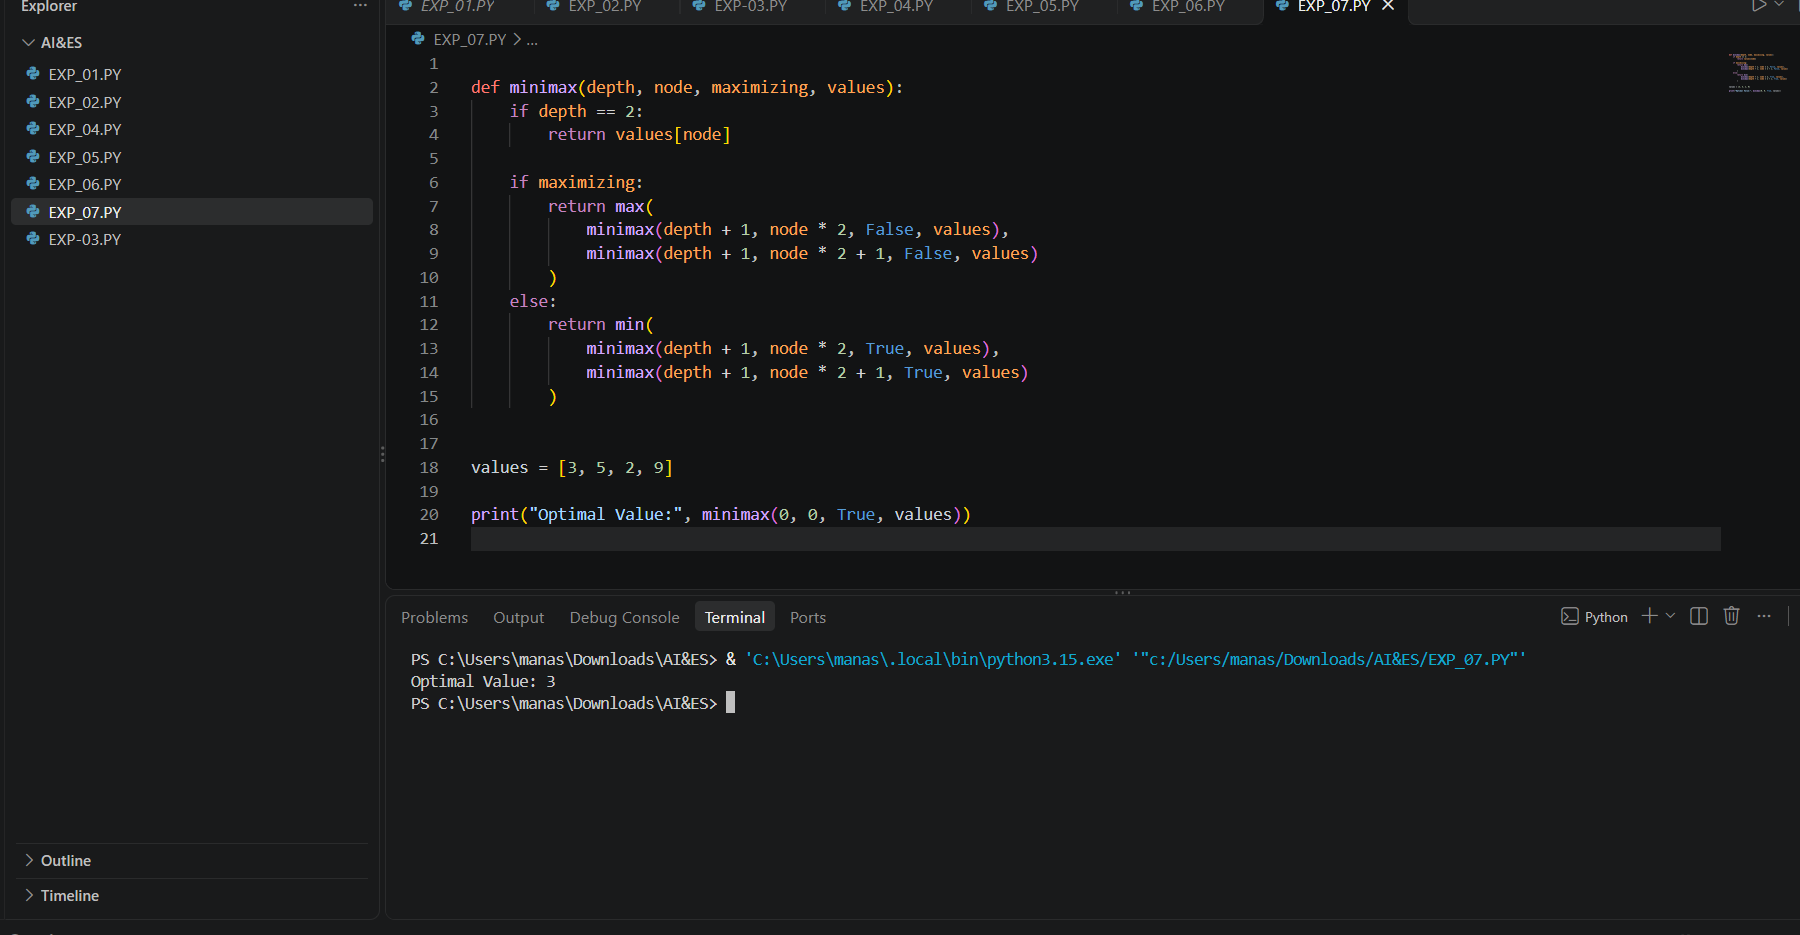 Explorer
AI&ES
EXP_01.PY
EXP_02.PY
EXP_04.PY
EXP_05.PY
EXP_06.PY
EXP_07.PY
EXP-03.PY
Outline
Timeline
EXP_01.PY EXP_02.PY EXP-03.PY EXP_04.PY EXP_05.PY EXP_06.PY EXP_07.PY
EXP_07.PY > ...
1
2 def minimax(depth, node, maximizing, values):
3     if depth == 2:
4         return values[node]
5
6     if maximizing:
7         return max(
8             minimax(depth + 1, node * 2, False, values),
9             minimax(depth + 1, node * 2 + 1, False, values)
10         )
11     else:
12         return min(
13             minimax(depth + 1, node * 2, True, values),
14             minimax(depth + 1, node * 2 + 1, True, values)
15         )
16
17
18 values = [3, 5, 2, 9]
19
20 print("Optimal Value:", minimax(0, 0, True, values))
21
Problems Output Debug Console Terminal Ports Python
PS C:\Users\manas\Downloads\AI&ES> & 'C:\Users\manas\.local\bin\python3.15.exe' '"c:/Users/manas/Downloads/AI&ES/EXP_07.PY"'
Optimal Value: 3
PS C:\Users\manas\Downloads\AI&ES>